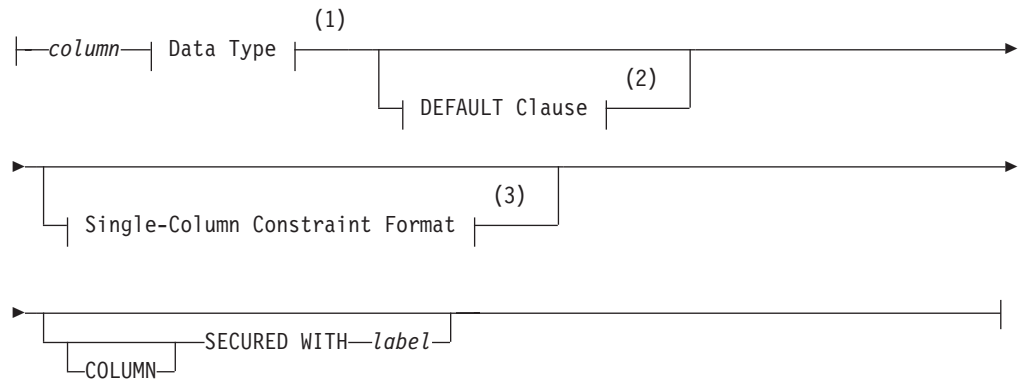 (1)
column Data Type
(2)
DEFAULT Clause
(3)
Single-Column Constraint Format
SECURED WITH label
COLUMN